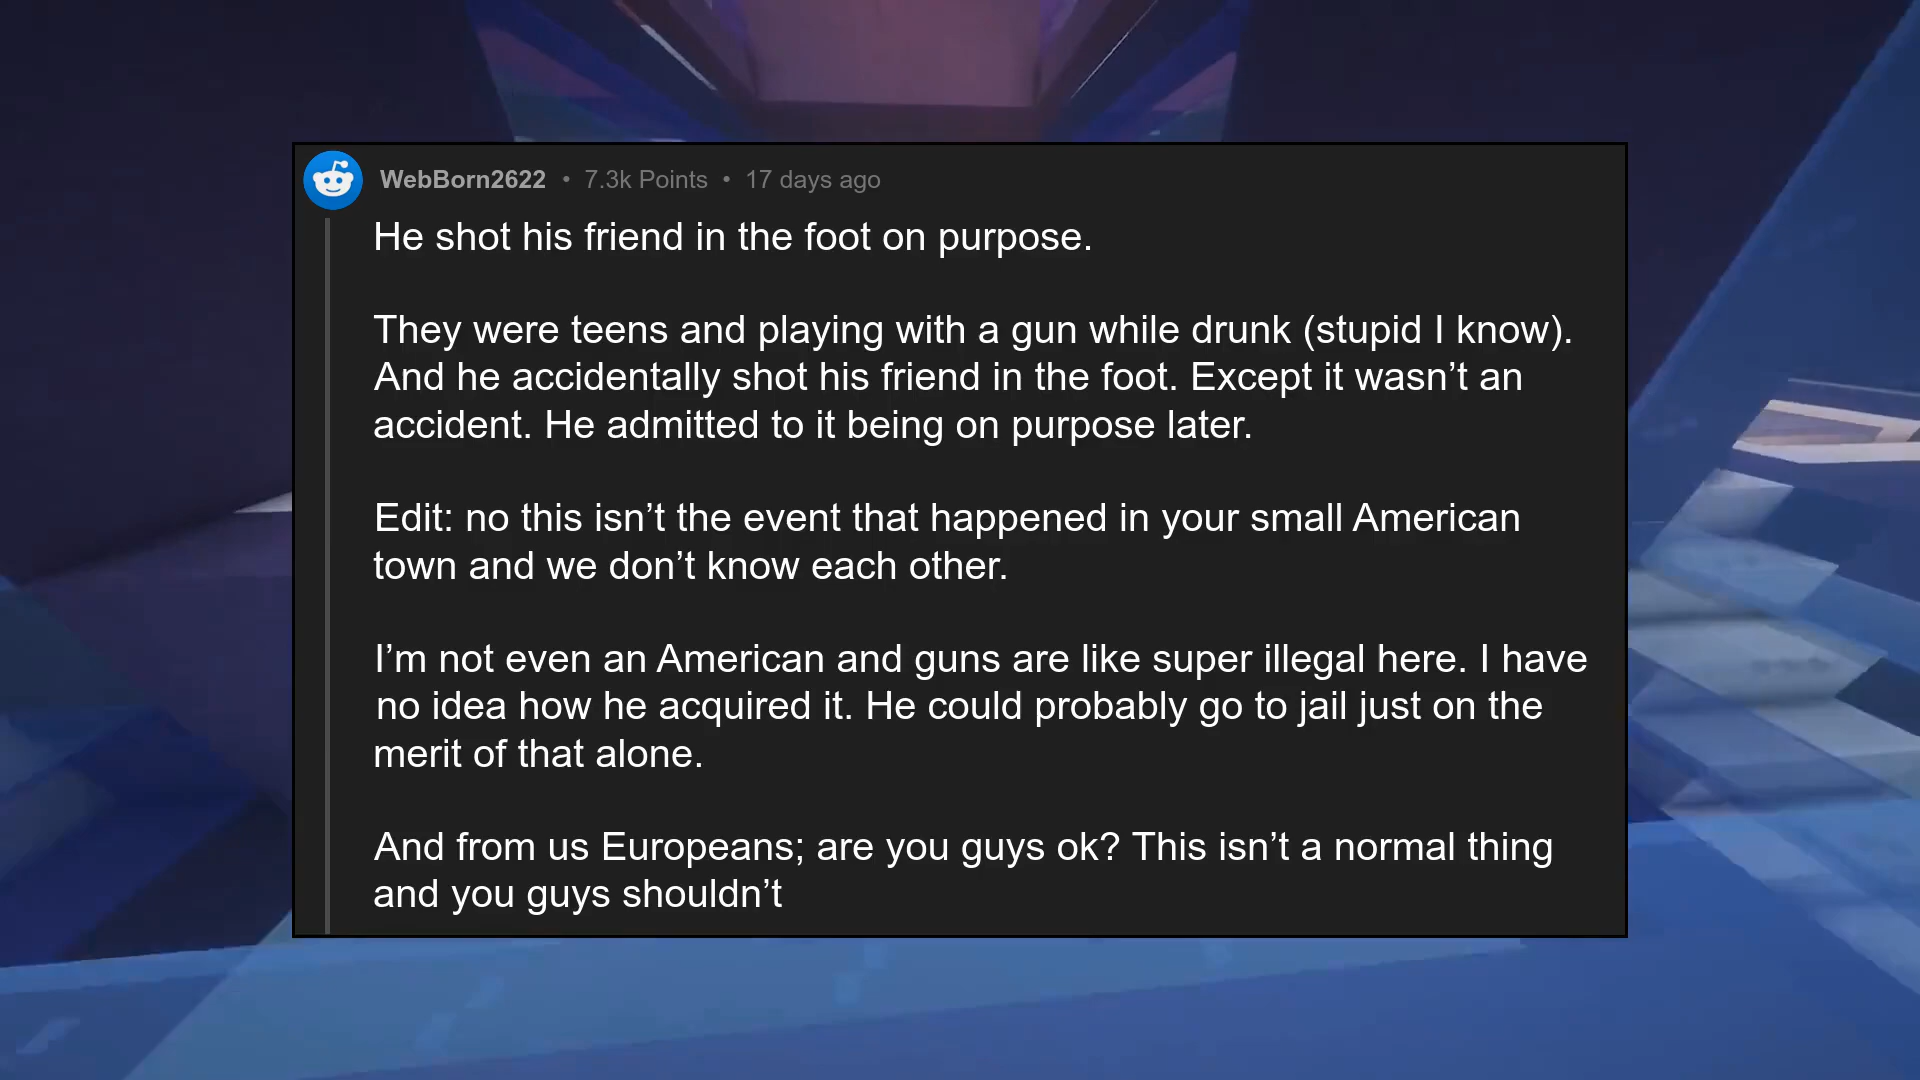 WebBorn2622 • 7.3k Points • 17 days ago
He shot his friend in the foot on purpose.
They were teens and playing with a gun while drunk (stupid I know).
And he accidentally shot his friend in the foot. Except it wasn’t an
accident. He admitted to it being on purpose later.
Edit: no this isn’t the event that happened in your small American
town and we don’t know each other.
I’m not even an American and guns are like super illegal here. I have
no idea how he acquired it. He could probably go to jail just on the
merit of that alone.
And from us Europeans; are you guys ok? This isn’t a normal thing
and you guys shouldn’t